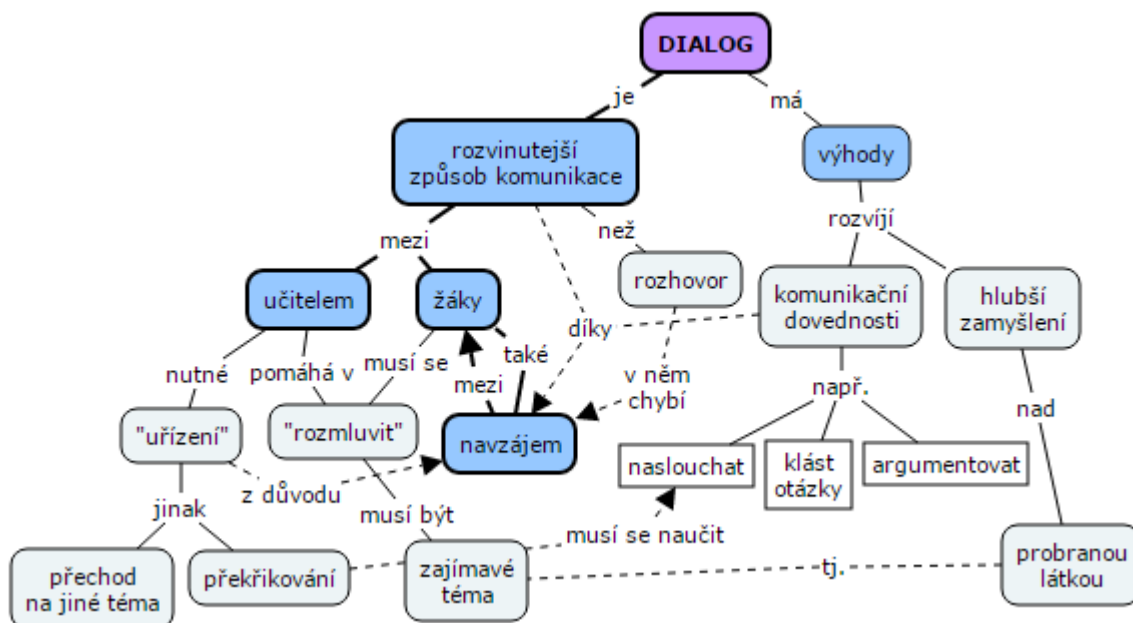 DIALOG
je
má
rozvinutejší
způsob komunikace
výhody
rozvíjí
mezi
než
učitelem
žáky
rozhovor
komunikační
dovednosti
hlubší
zamyšlení
díky
také
musí se
nutné
pomáhá v
mezi
v něm
chybí
např.
nad
"uřízení"
"rozmluvit"
navzájem
naslouchat
klást
otázky
argumentovat
z důvodu
jinak
musí být
musí se naučit
přechod
na jiné téma
překřikování
zajímavé
téma
tj.
probranou
látkou